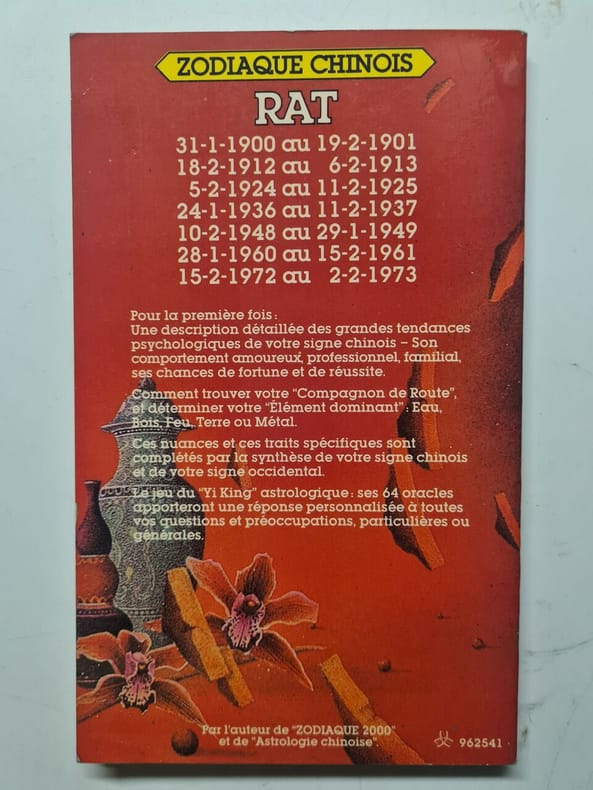 ZODIAQUE CHINOIS
RAT
31-1-1900 au 19-2-1901
18-2-1912 au 6-2-1913
5-2-1924 au 11-2-1925
24-1-1936 au 11-2-1937
10-2-1948 au 29-1-1949
28-1-1960 au 15-2-1961
15-2-1972 au 2-2-1973
Pour la première fois :
Une description détaillée des grandes tendances
psychologiques de votre signe chinois – Son
comportement amoureux, professionnel, familial,
ses chances de fortune et de réussite.
Comment trouver votre "Compagnon de Route",
et déterminer votre "Élément dominant" : Eau,
Bois, Feu, Terre ou Métal.
Ces nuances et ces traits spécifiques sont
complétés par la synthèse de votre signe chinois
et de votre signe occidental.
Le jeu du "Yi King" astrologique : ses 64 oracles
apporteront une réponse personnalisée à toutes
vos questions et préoccupations, particulières ou
générales.
Par l'auteur de "ZODIAQUE 2000"
et de "Astrologie chinoise".
962541